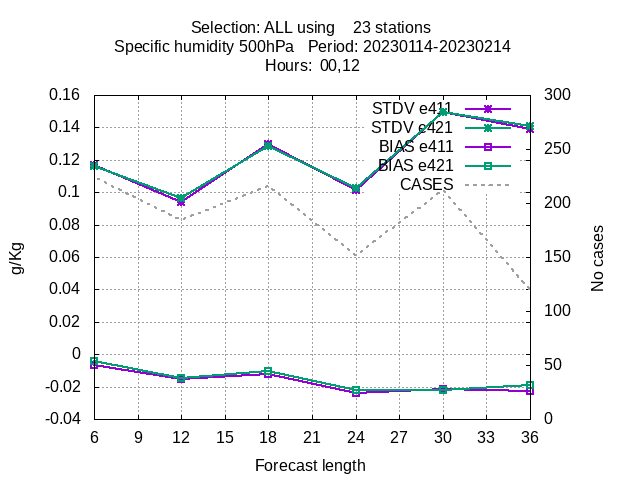 Selection: ALL using    23 stations
Specific humidity 500hPa   Period: 20230114-20230214
Hours:  00,12
0.16
0.14
0.12
0.1
0.08
0.06
0.04
0.02
0
-0.02
-0.04
g/Kg
STDV e411
STDV e421
BIAS e411
BIAS e421
CASES
300
250
200
150
100
50
0
No cases
6 9 12 15 18 21 24 27 30 33 36
Forecast length